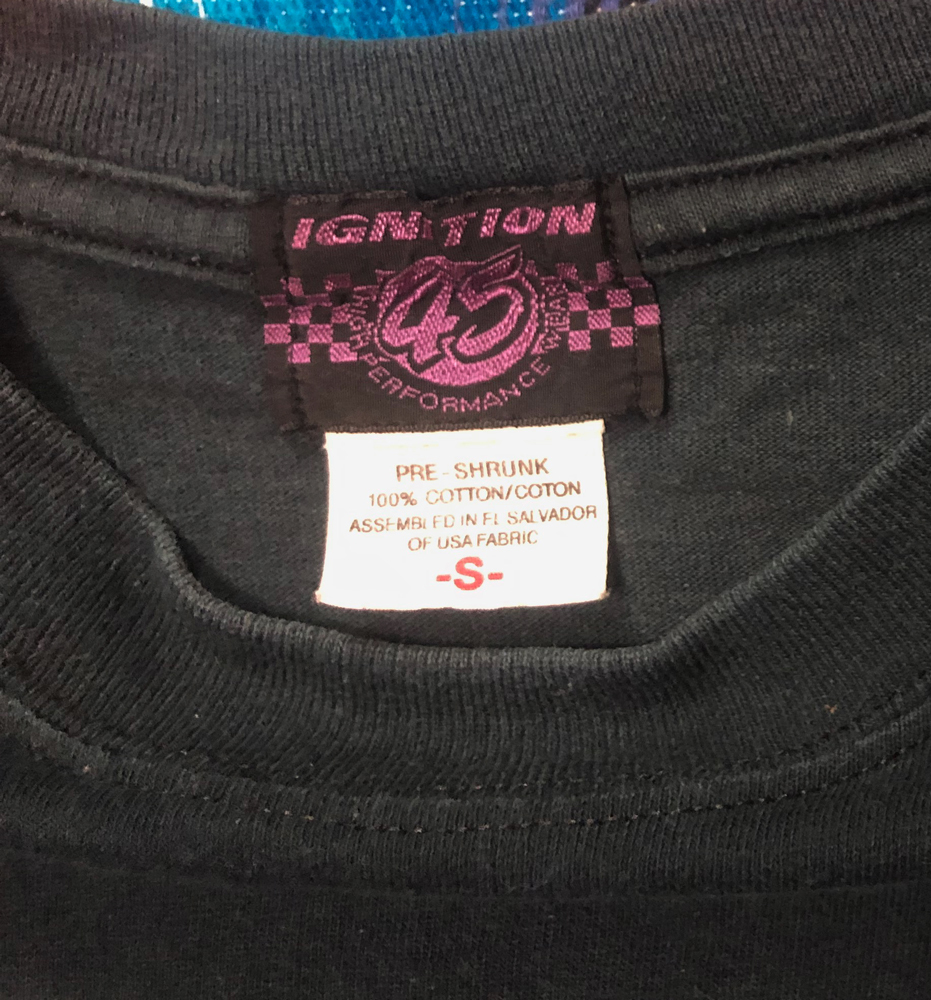 IGNITION
45
HIGH PERFORMANCE WEAR
PRE-SHRUNK
100% COTTON/COTON
ASSEMBLED IN EL SALVADOR
OF USA FABRIC
-S-